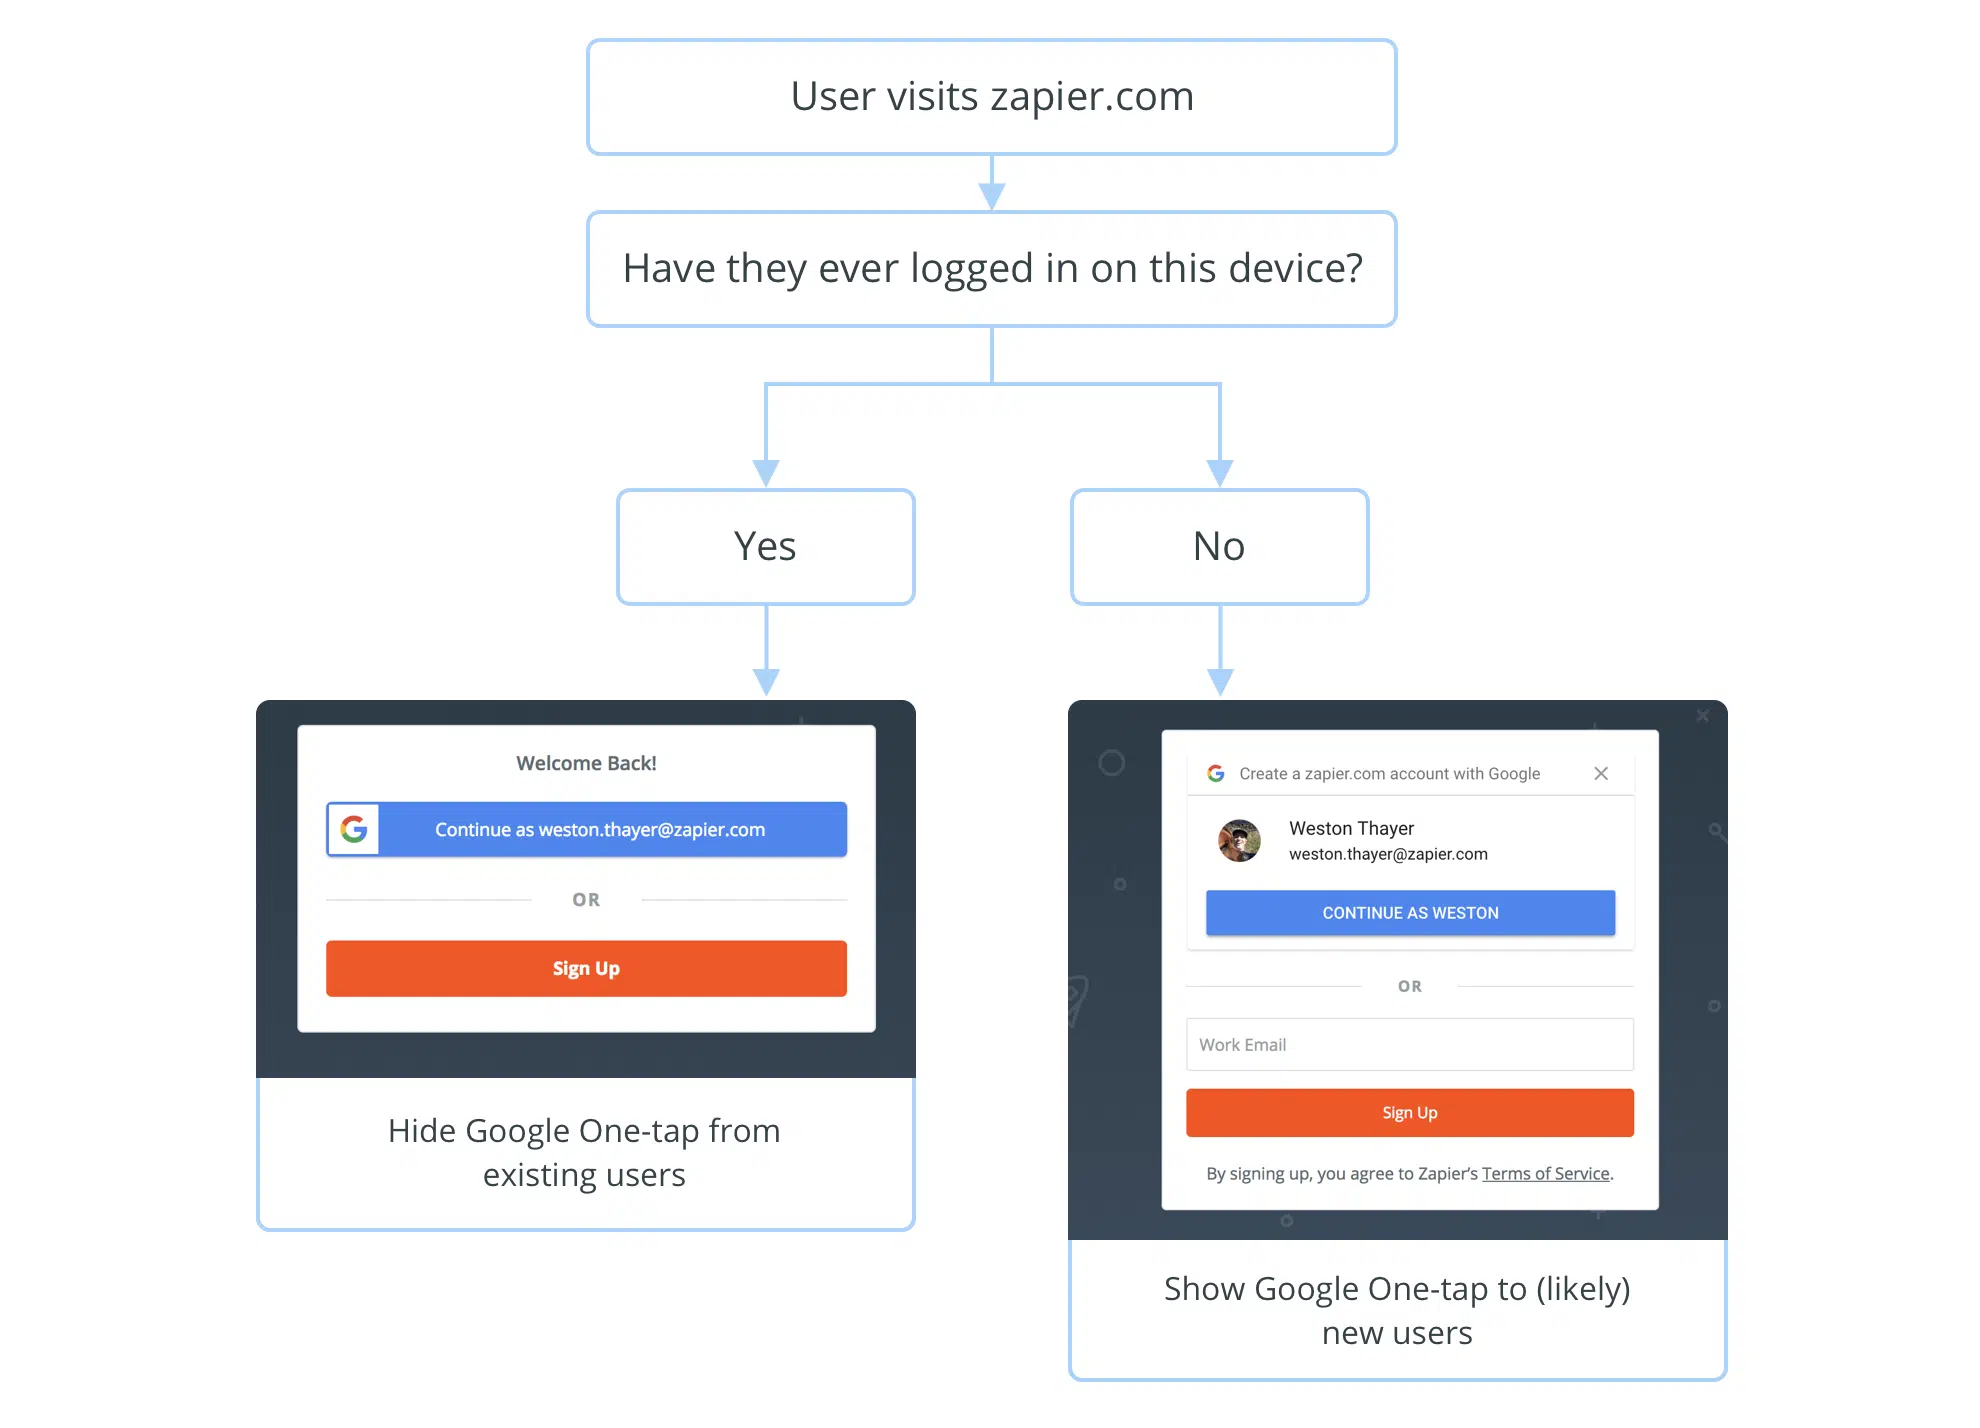 User visits zapier.com
Have they ever logged in on this device?
Yes
No
Welcome Back!
Continue as weston.thayer@zapier.com
OR
Sign Up
Hide Google One-tap from
existing users
Create a zapier.com account with Google
Weston Thayer
weston.thayer@zapier.com
CONTINUE AS WESTON
OR
Work Email
Sign Up
By signing up, you agree to Zapier's Terms of Service.
Show Google One-tap to (likely)
new users